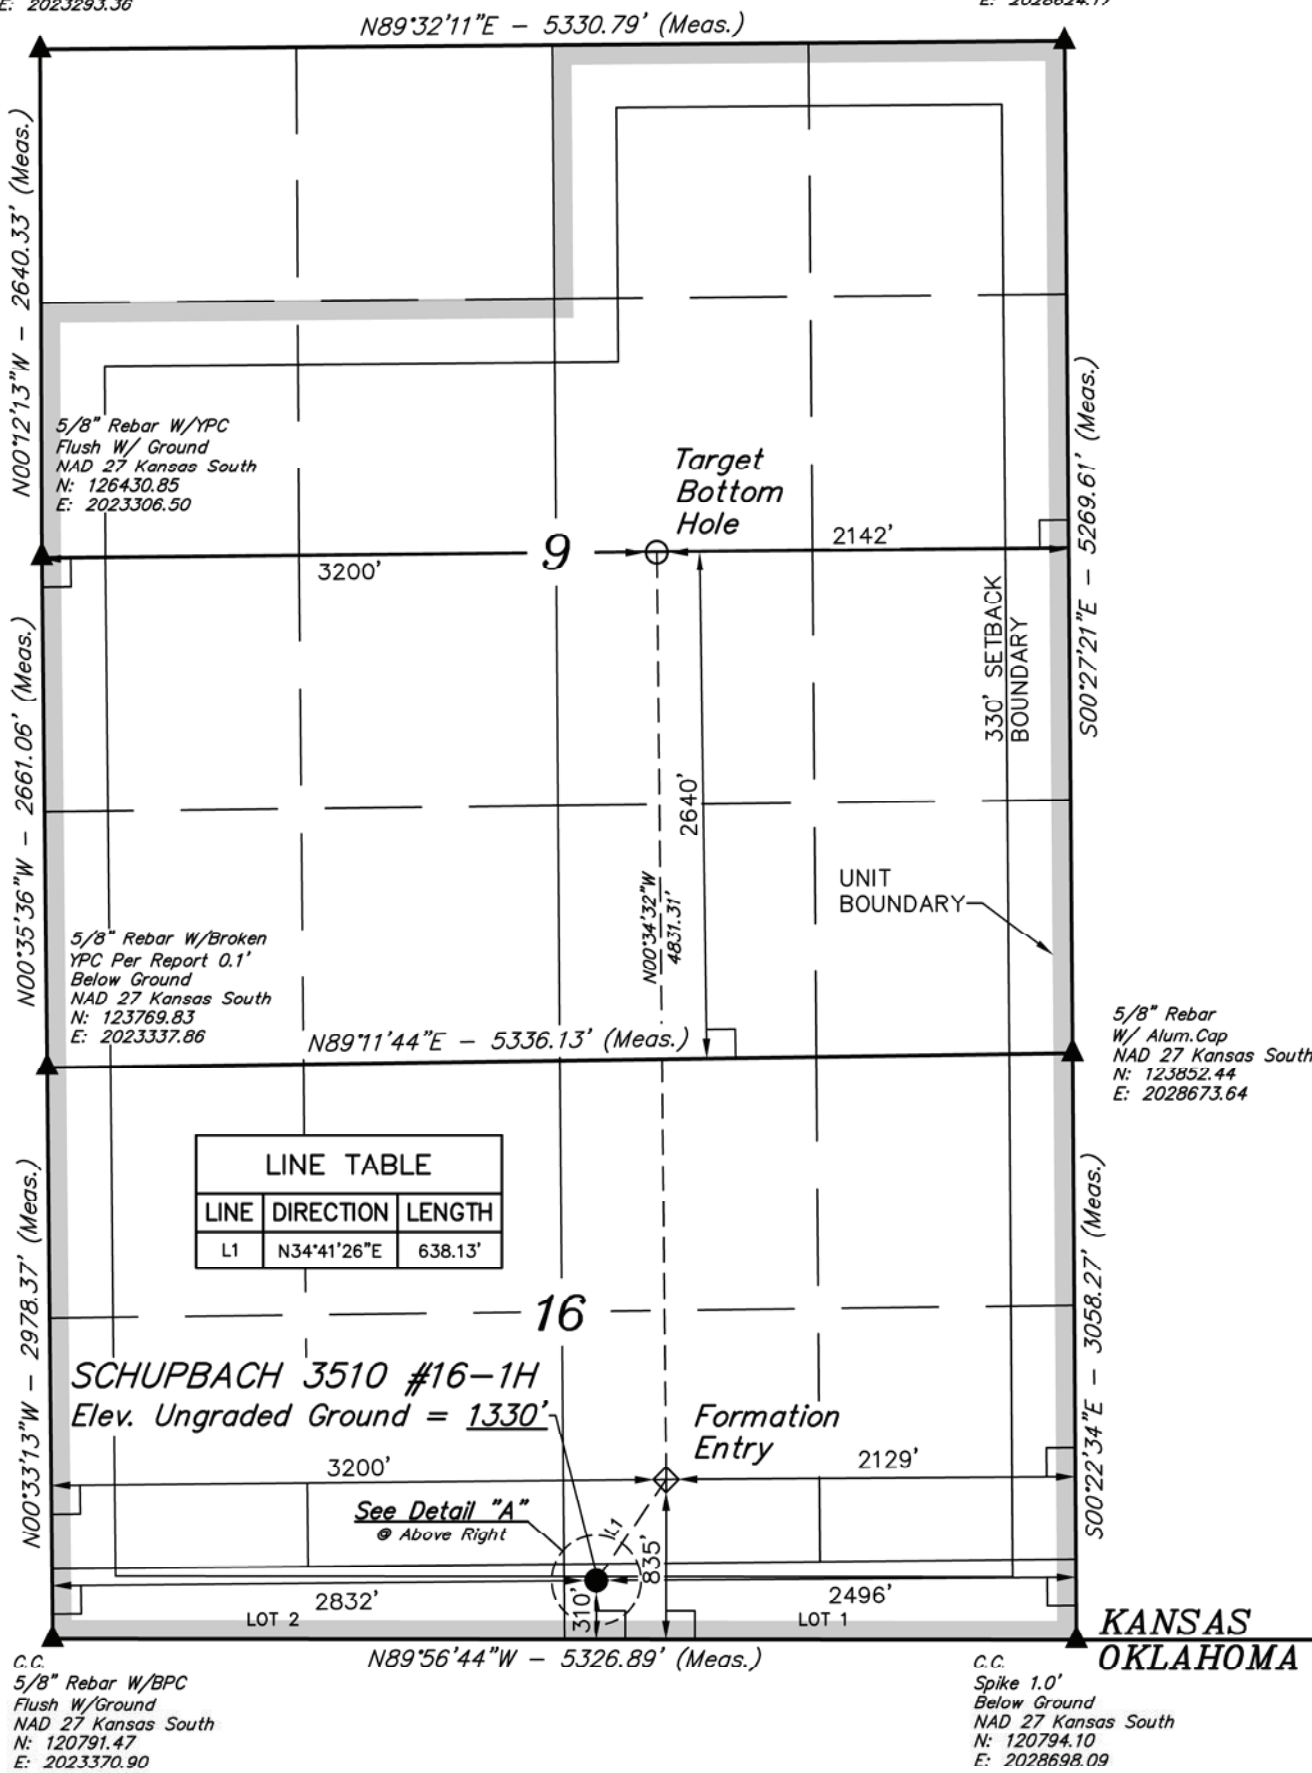 E: 2023293.36
E: 2028624.17
N89°32'11"E - 5330.79' (Meas.)
N00°12'13"W - 2640.33' (Meas.)
5/8" Rebar W/YPC
Flush W/ Ground
NAD 27 Kansas South
N: 126430.85
E: 2023306.50
Target
Bottom
Hole
S00°27'21"E - 5269.61' (Meas.)
9
3200'
2142'
330' SETBACK
BOUNDARY
N00°35'36"W - 2661.06' (Meas.)
2640'
N00°34'32"W
4831.31'
UNIT
BOUNDARY
5/8" Rebar W/Broken
YPC Per Report 0.1'
Below Ground
NAD 27 Kansas South
N: 123769.83
E: 2023337.86
N89°11'44"E - 5336.13' (Meas.)
5/8" Rebar
W/ Alum.Cap
NAD 27 Kansas South
N: 123852.44
E: 2028673.64
LINE TABLE
LINE DIRECTION LENGTH
L1 N34°41'26"E 638.13'
N00°33'13"W - 2978.37' (Meas.)
S00°22'34"E - 3058.27' (Meas.)
16
SCHUPBACH 3510 #16-1H
Elev. Ungraded Ground = 1330'
Formation
Entry
3200'
2129'
See Detail "A"
@ Above Right
L1
835'
310'
2832'
2496'
LOT 2
LOT 1
N89°56'44"W - 5326.89' (Meas.)
KANSAS
OKLAHOMA
C.C.
5/8" Rebar W/BPC
Flush W/Ground
NAD 27 Kansas South
N: 120791.47
E: 2023370.90
C.C.
Spike 1.0'
Below Ground
NAD 27 Kansas South
N: 120794.10
E: 2028698.09